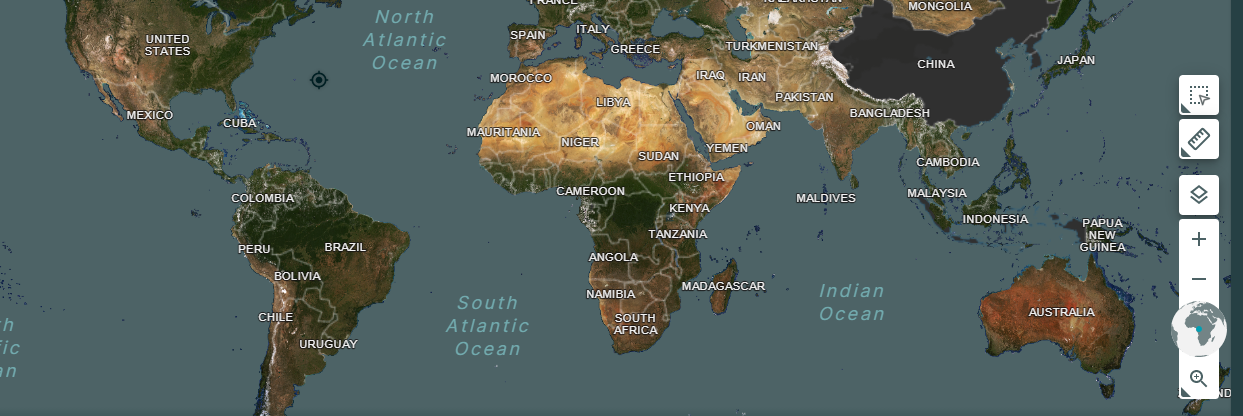 FRANCE
KAZAKHSTAN
MONGOLIA
North
Atlantic
Ocean
UNITED
STATES
SPAIN
ITALY
GREECE
TURKMENISTAN
CHINA
JAPAN
MOROCCO
IRAQ
IRAN
LIBYA
PAKISTAN
MEXICO
CUBA
BANGLADESH
MAURITANIA
OMAN
NIGER
YEMEN
SUDAN
CAMBODIA
ETHIOPIA
CAMEROON
COLOMBIA
MALDIVES
MALAYSIA
KENYA
INDONESIA
PAPUA
NEW
GUINEA
TANZANIA
PERU
BRAZIL
ANGOLA
BOLIVIA
MADAGASCAR
NAMIBIA
Indian
Ocean
South
Atlantic
Ocean
CHILE
SOUTH
AFRICA
AUSTRALIA
URUGUAY
h
ic
an
ND